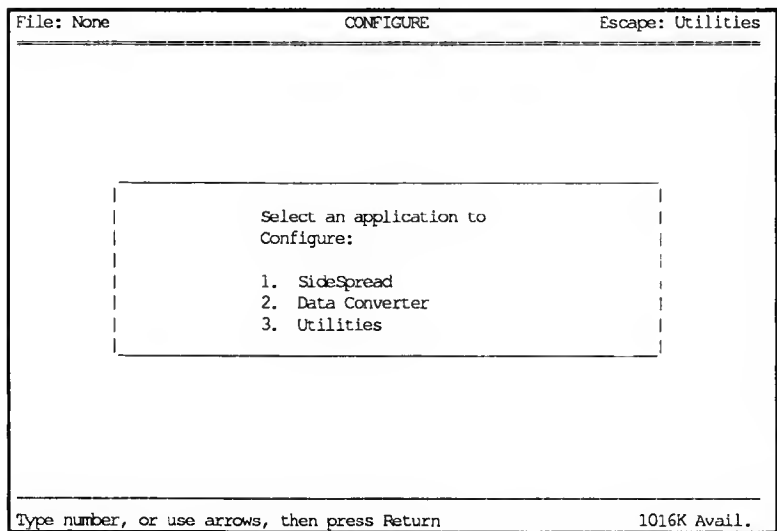 File: None CONFIGURE Escape: Utilities
Select an application to
Configure:
1. SideSpread
2. Data Converter
3. Utilities
Type number, or use arrows, then press Return 1016K Avail.